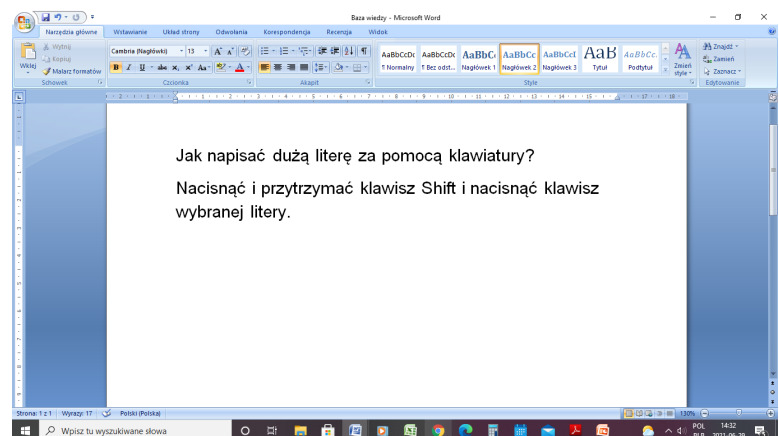 Baza wiedzy - Microsoft Word
Narzędzia główne Wstawianie Układ strony Odwołania Korespondencja Recenzja Widok
Wklej
Wytnij
Kopiuj
Malarz formatów
Schowek
Cambria (Nagłówki) 13
Czcionka
Akapit
AaBbCcDc AaBbCcDc AaBbC AaBbCc AaBbCcI AaB AaBbCc.
¶ Normalny ¶ Bez odst... Nagłówek 1 Nagłówek 2 Nagłówek 3 Tytuł Podtytuł
Zmień style
Style
Znajdź
Zamień
Zaznacz
Edytowanie
Jak napisać dużą literę za pomocą klawiatury?
Nacisnąć i przytrzymać klawisz Shift i nacisnąć klawisz
wybranej litery.
Strona: 1 z 1 Wyrazy: 17 Polski (Polska) 130%
Wpisz tu wyszukiwane słowa
POL 14:32